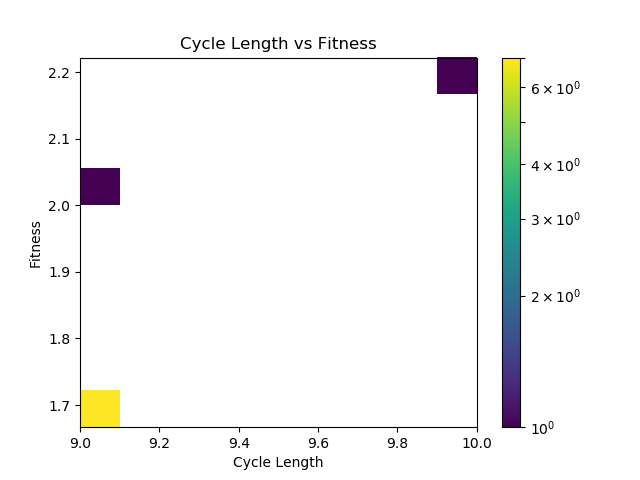 Cycle Length vs Fitness
2.2
2.1
2.0
1.9
1.8
1.7
Fitness
9.0 9.2 9.4 9.6 9.8 10.0
Cycle Length
6 × 10⁰
4 × 10⁰
3 × 10⁰
2 × 10⁰
10⁰